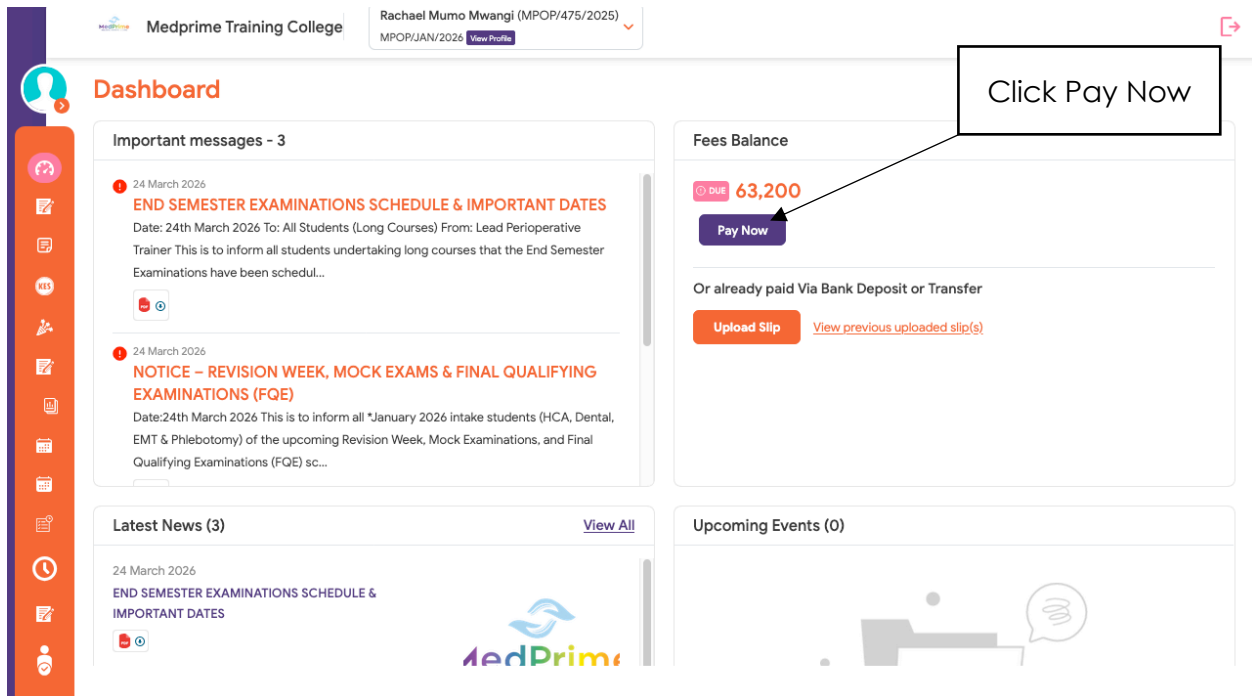 MedPrime
Medprime Training College
Rachael Mumo Mwangi (MPOP/475/2025)
MPOP/JAN/2026 View Profile
Click Pay Now
Dashboard
Important messages - 3
24 March 2026
END SEMESTER EXAMINATIONS SCHEDULE & IMPORTANT DATES
Date: 24th March 2026 To: All Students (Long Courses) From: Lead Perioperative
Trainer This is to inform all students undertaking long courses that the End Semester
Examinations have been schedul...
PDF
24 March 2026
NOTICE – REVISION WEEK, MOCK EXAMS & FINAL QUALIFYING
EXAMINATIONS (FQE)
Date:24th March 2026 This is to inform all *January 2026 intake students (HCA, Dental,
EMT & Phlebotomy) of the upcoming Revision Week, Mock Examinations, and Final
Qualifying Examinations (FQE) sc...
Fees Balance
DUE 63,200
Pay Now
Or already paid Via Bank Deposit or Transfer
Upload Slip View previous uploaded slip(s)
KES
Latest News (3) View All
24 March 2026
END SEMESTER EXAMINATIONS SCHEDULE &
IMPORTANT DATES
PDF
MedPrime
Upcoming Events (0)